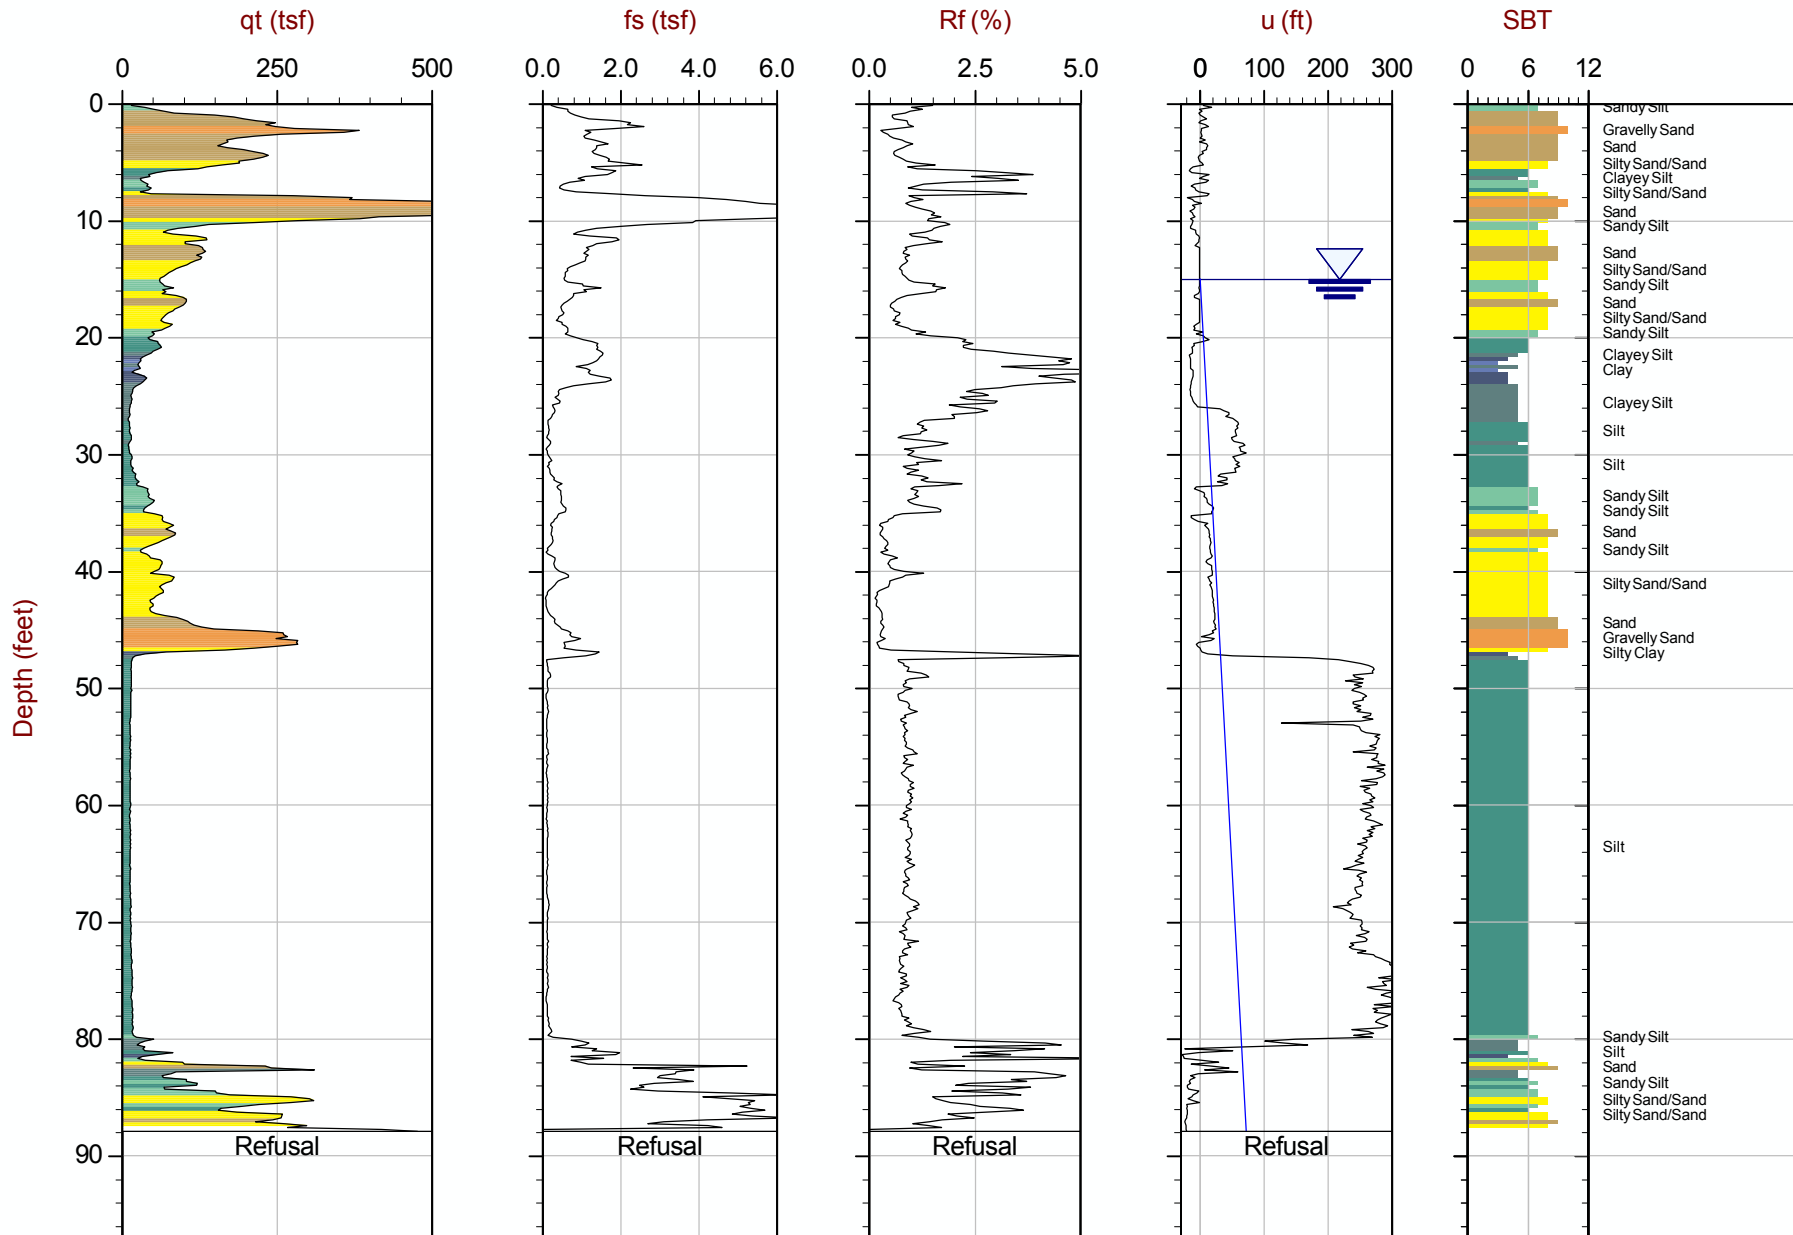 qt (tsf) fs (tsf) Rf (%) u (ft) SBT
0 250 500 0.0 2.0 4.0 6.0 0.0 2.5 5.0 0 100 200 300 0 6 12
0
Sandy Silt
Gravelly Sand
Sand
Silty Sand/Sand
Clayey Silt
Silty Sand/Sand
Sand
10
Sandy Silt
Sand
Silty Sand/Sand
Sandy Silt
Sand
Silty Sand/Sand
Sandy Silt
20
Clayey Silt
Clay
Clayey Silt
Silt
30
Silt
Sandy Silt
Sandy Silt
Sand
Sandy Silt
40
Silty Sand/Sand
Sand
Gravelly Sand
Silty Clay
Depth (feet)
50
60
Silt
70
80
Sandy Silt
Silt
Sand
Sandy Silt
Silty Sand/Sand
Silty Sand/Sand
Refusal Refusal Refusal Refusal
90